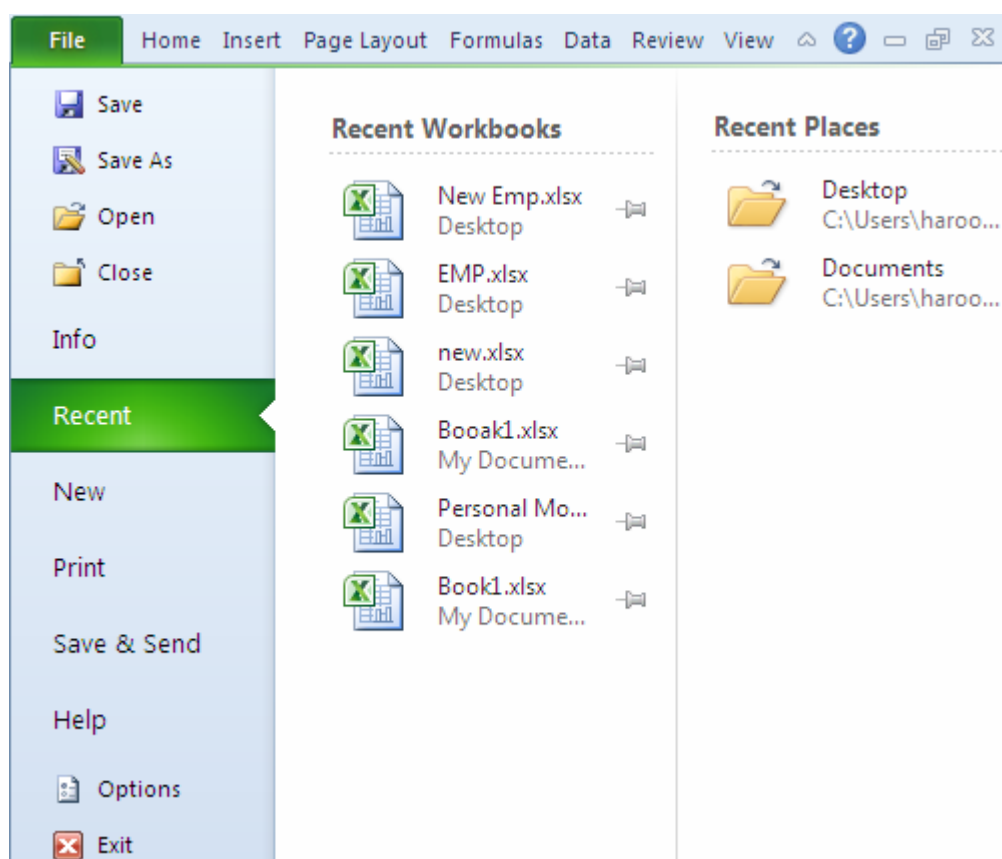 File Home Insert Page Layout Formulas Data Review View ?
Save
Save As
Open
Close
Info
Recent
New
Print
Save & Send
Help
Options
Exit
Recent Workbooks
New Emp.xlsx
Desktop
EMP.xlsx
Desktop
new.xlsx
Desktop
Booak1.xlsx
My Docume...
Personal Mo...
Desktop
Book1.xlsx
My Docume...
Recent Places
Desktop
C:\Users\haroo...
Documents
C:\Users\haroo...